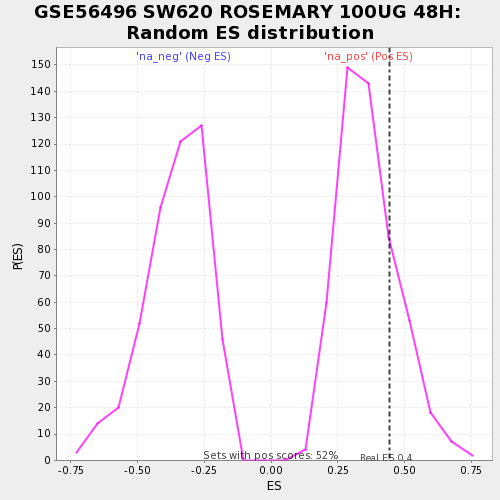 GSE56496 SW620 ROSEMARY 100UG 48H:
Random ES distribution
'na_neg' (Neg ES)
'na_pos' (Pos ES)
P(ES)
150
140
130
120
110
100
90
80
70
60
50
40
30
20
10
0
Sets with pos scores: 52%
Real ES 0.4
-0.75
-0.50
-0.25
0.00
0.25
0.50
0.75
ES